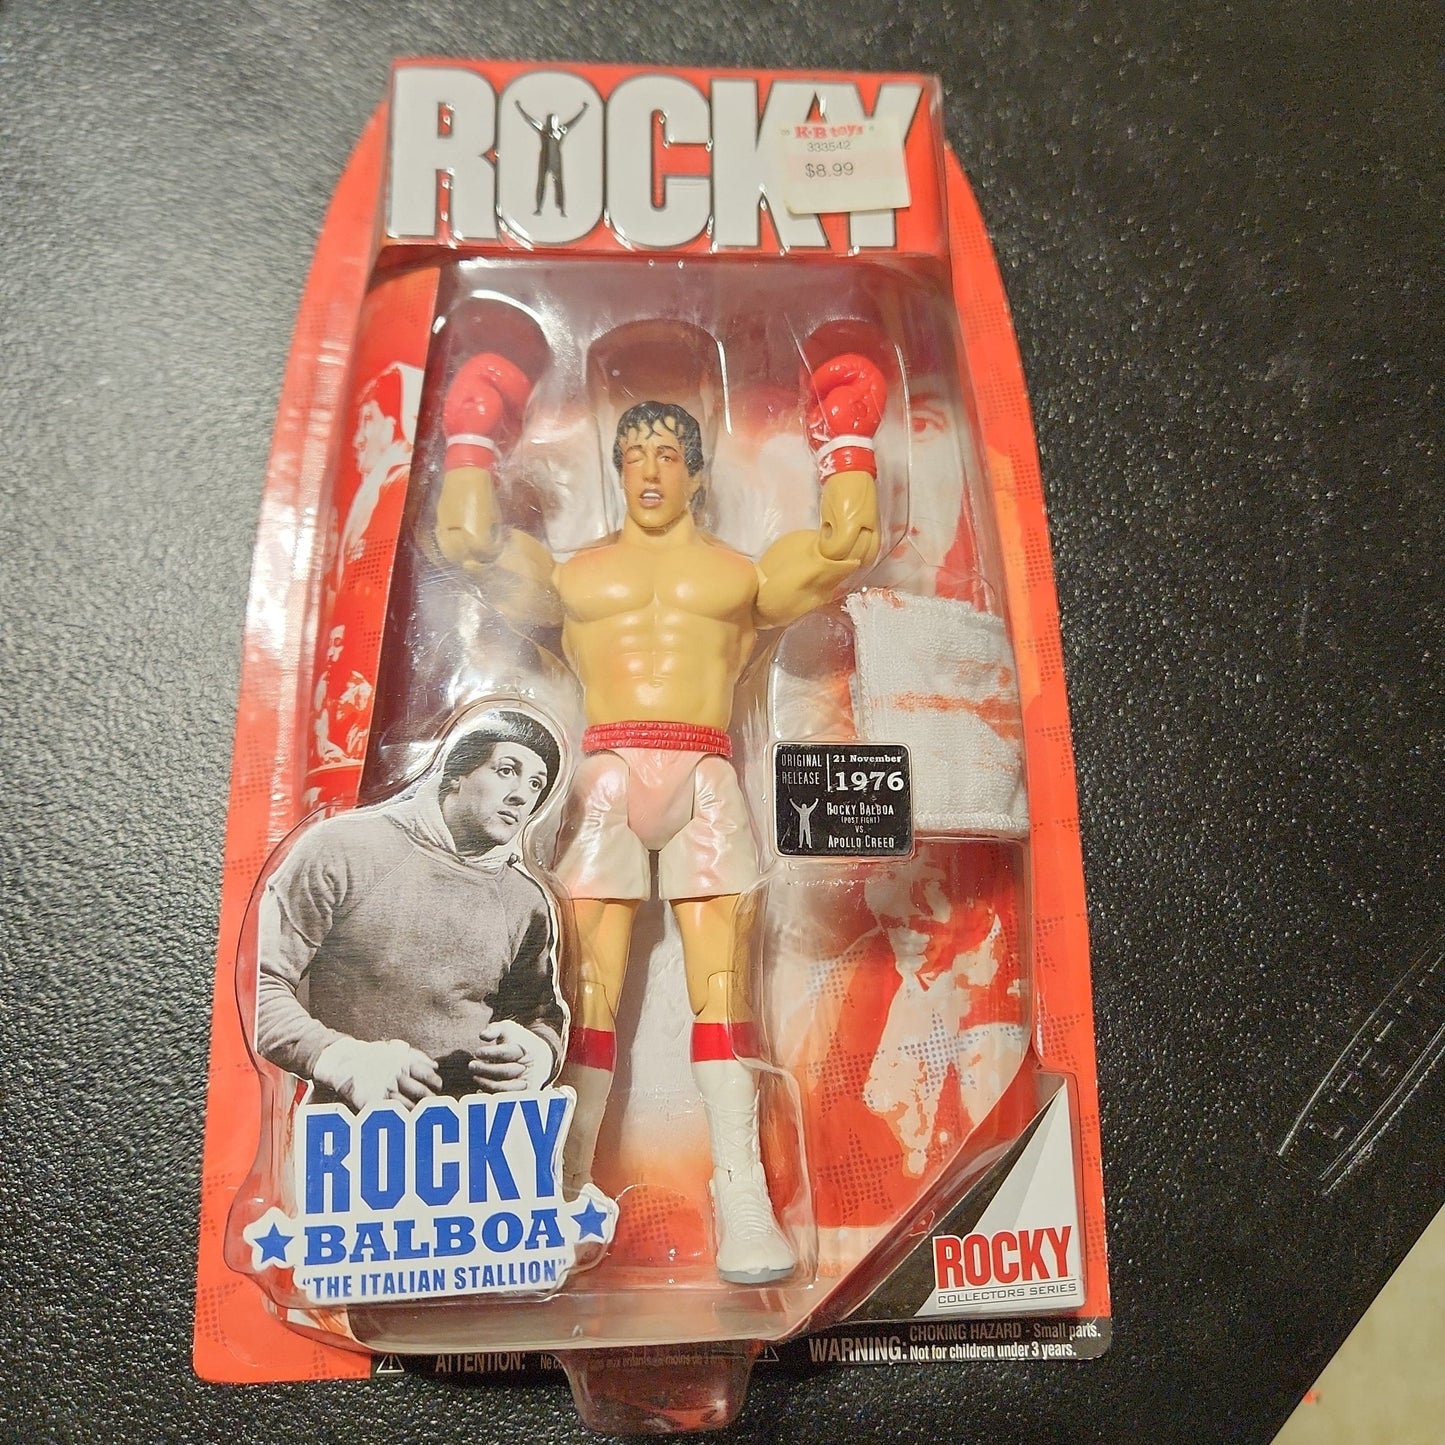 ROCKY
K·B toys
333542
$8.99
ORIGINAL RELEASE
21 November
1976
ROCKY BALBOA
(POST FIGHT)
VS.
APOLLO CREED
ROCKY
BALBOA
"THE ITALIAN STALLION"
ROCKY
COLLECTORS SERIES
ATTENTION:
WARNING: CHOKING HAZARD - Small parts.
Not for children under 3 years.